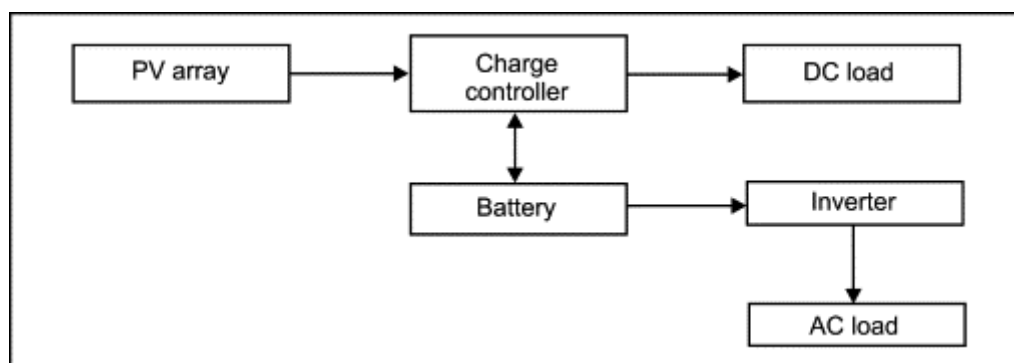 PV array
Charge
controller
DC load
Battery
Inverter
AC load